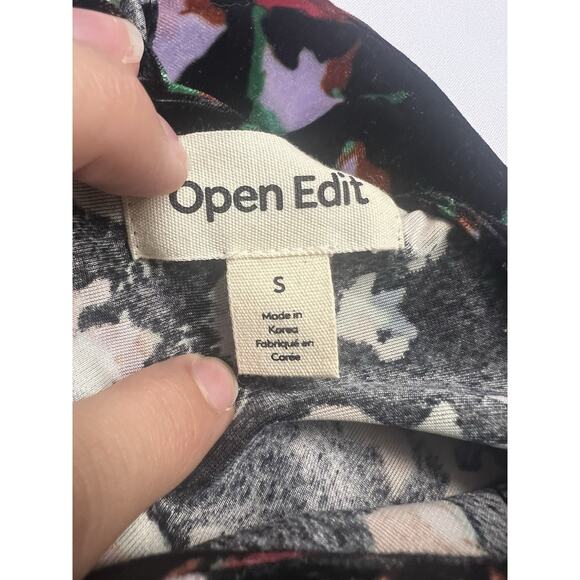 Open Edit
S
Made in
Korea
Fabriqué en
Corée